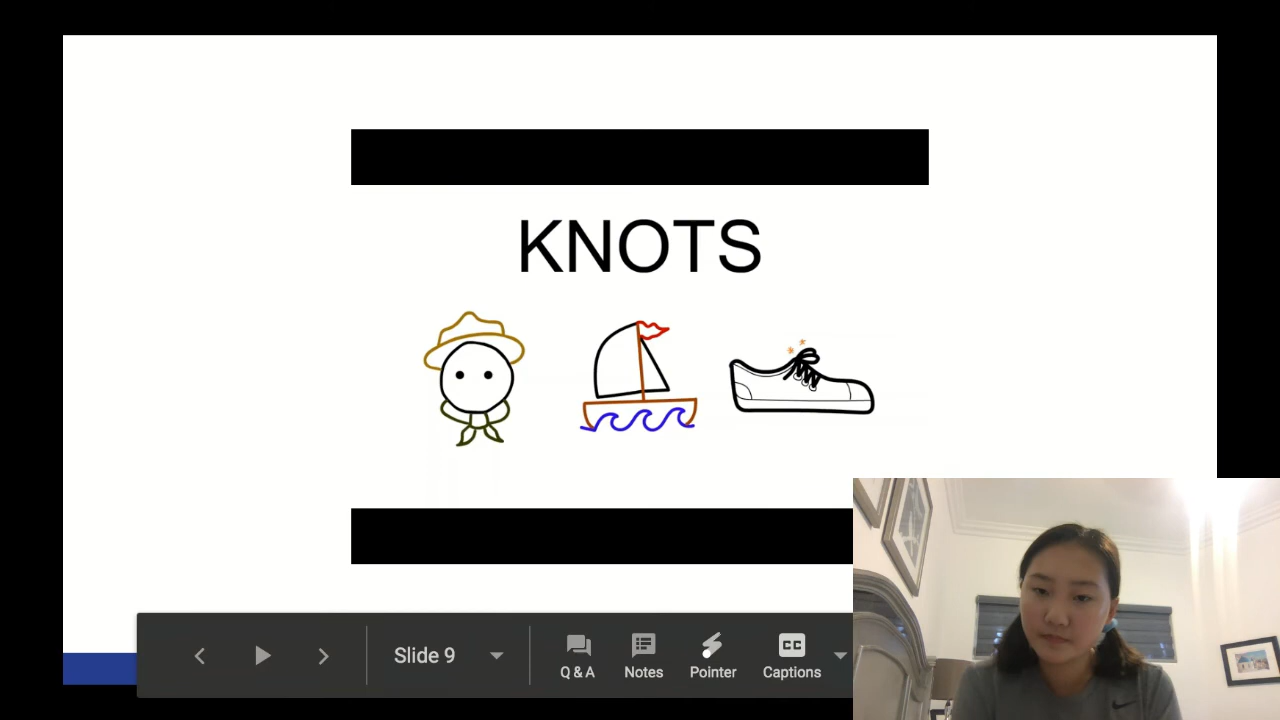 KNOTS
Slide 9
Q & A
Notes
Pointer
CC
Captions